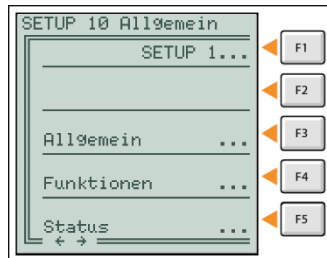 SETUP 10 Allgemein
SETUP 1... F1
F2
Allgemein ... F3
Funktionen ... F4
Status ... F5
← →